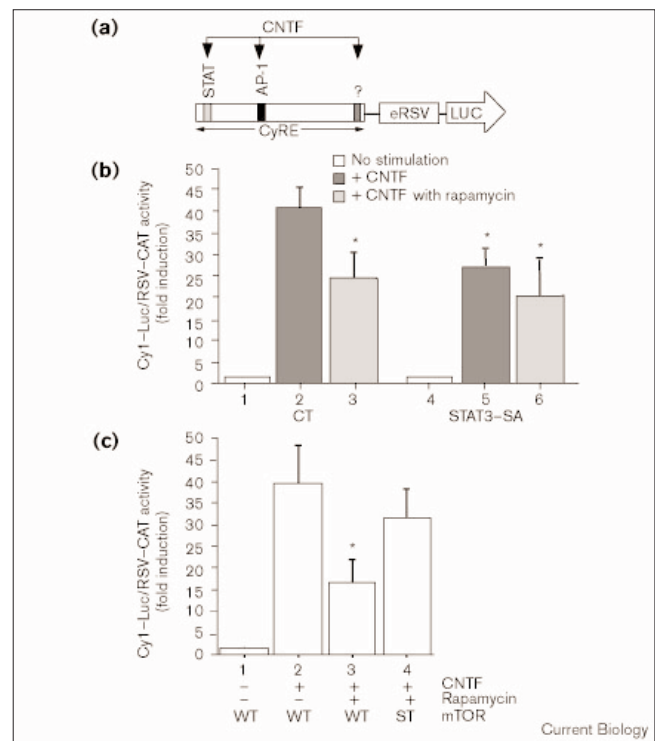 (a)
CNTF
STAT
AP-1
?
CyRE
eRSV
LUC
(b)
No stimulation
+ CNTF
+ CNTF with rapamycin
Cy1–Luc/RSV–CAT activity
(fold induction)
50
45
40
35
30
25
20
15
10
5
0
*
*
*
1 2 3 4 5 6
CT STAT3–SA
(c)
Cy1–Luc/RSV–CAT activity
(fold induction)
50
45
40
35
30
25
20
15
10
5
0
*
1 2 3 4
– + + + CNTF
– – + + Rapamycin
WT WT WT ST mTOR
Current Biology